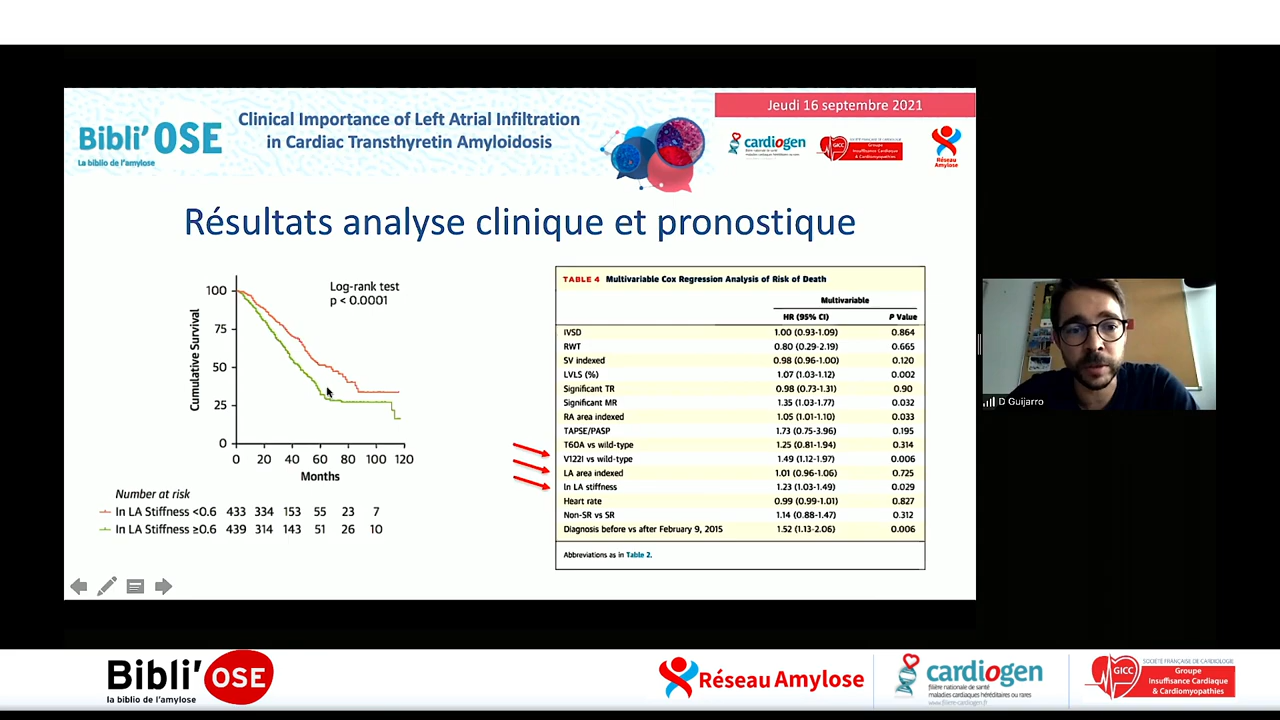 Bibli'OSE
La biblio de l'amylose
Clinical Importance of Left Atrial Infiltration
in Cardiac Transthyretin Amyloidosis
Jeudi 16 septembre 2021
cardiogen
GICC
Groupe
Insuffisance Cardiaque
& Cardiomyopathies
Réseau
Amylose
Résultats analyse clinique et pronostique
Log-rank test
p < 0.0001
Cumulative Survival
100
75
50
25
0
0 20 40 60 80 100 120
Months
Number at risk
ln LA Stiffness <0.6 433 334 153 55 23 7
ln LA Stiffness ≥0.6 439 314 143 51 26 10
TABLE 4 Multivariable Cox Regression Analysis of Risk of Death
Multivariable
HR (95% CI) P Value
IVSD 1.00 (0.93-1.09) 0.864
RWT 0.80 (0.29-2.19) 0.665
SV indexed 0.98 (0.96-1.00) 0.120
LVLS (%) 1.07 (1.03-1.12) 0.002
Significant TR 0.98 (0.73-1.31) 0.90
Significant MR 1.35 (1.03-1.77) 0.032
RA area indexed 1.05 (1.01-1.10) 0.033
TAPSE/PASP 1.73 (0.75-3.96) 0.195
T60A vs wild-type 1.25 (0.81-1.94) 0.314
V122I vs wild-type 1.49 (1.12-1.97) 0.006
LA area indexed 1.01 (0.96-1.06) 0.725
ln LA stiffness 1.23 (1.03-1.49) 0.029
Heart rate 0.99 (0.99-1.01) 0.827
Non-SR vs SR 1.14 (0.88-1.47) 0.312
Diagnosis before vs after February 9, 2015 1.52 (1.13-2.06) 0.006
Abbreviations as in Table 2.
D Guijarro
Bibli'OSE
la biblio de l'amylose
Réseau Amylose
cardiogen
filière nationale de santé
maladies cardiaques héréditaires ou rares
www.filiere-cardiogen.fr
SOCIÉTÉ FRANÇAISE DE CARDIOLOGIE
GICC
Groupe
Insuffisance Cardiaque
& Cardiomyopathies